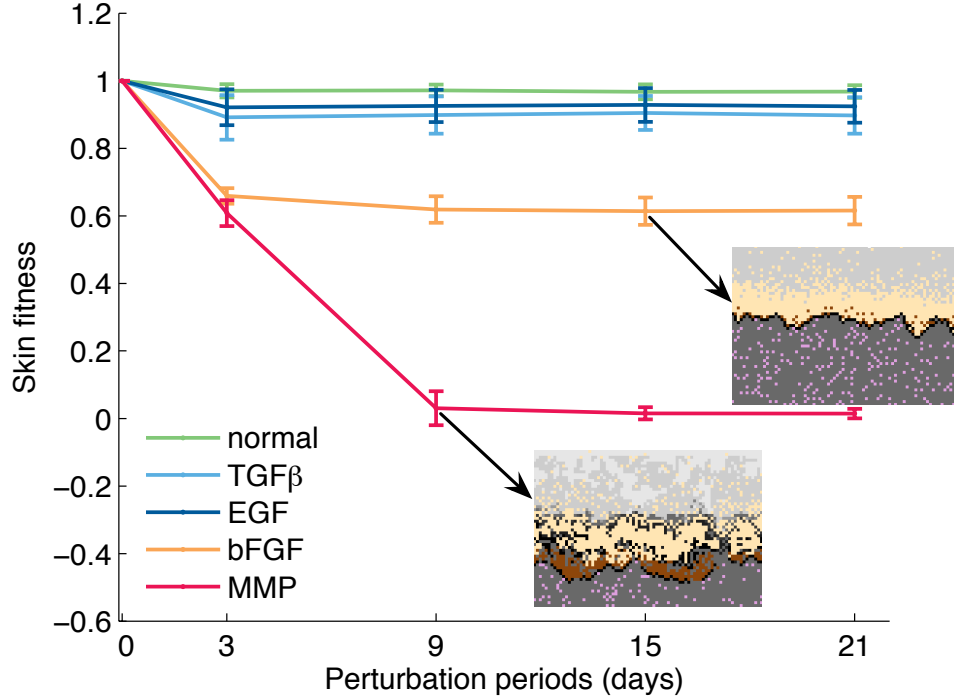 1.2
1
0.8
0.6
0.4
0.2
0
−0.2
−0.4
−0.6
Skin fitness
normal
TGFβ
EGF
bFGF
MMP
0 3 9 15 21
Perturbation periods (days)